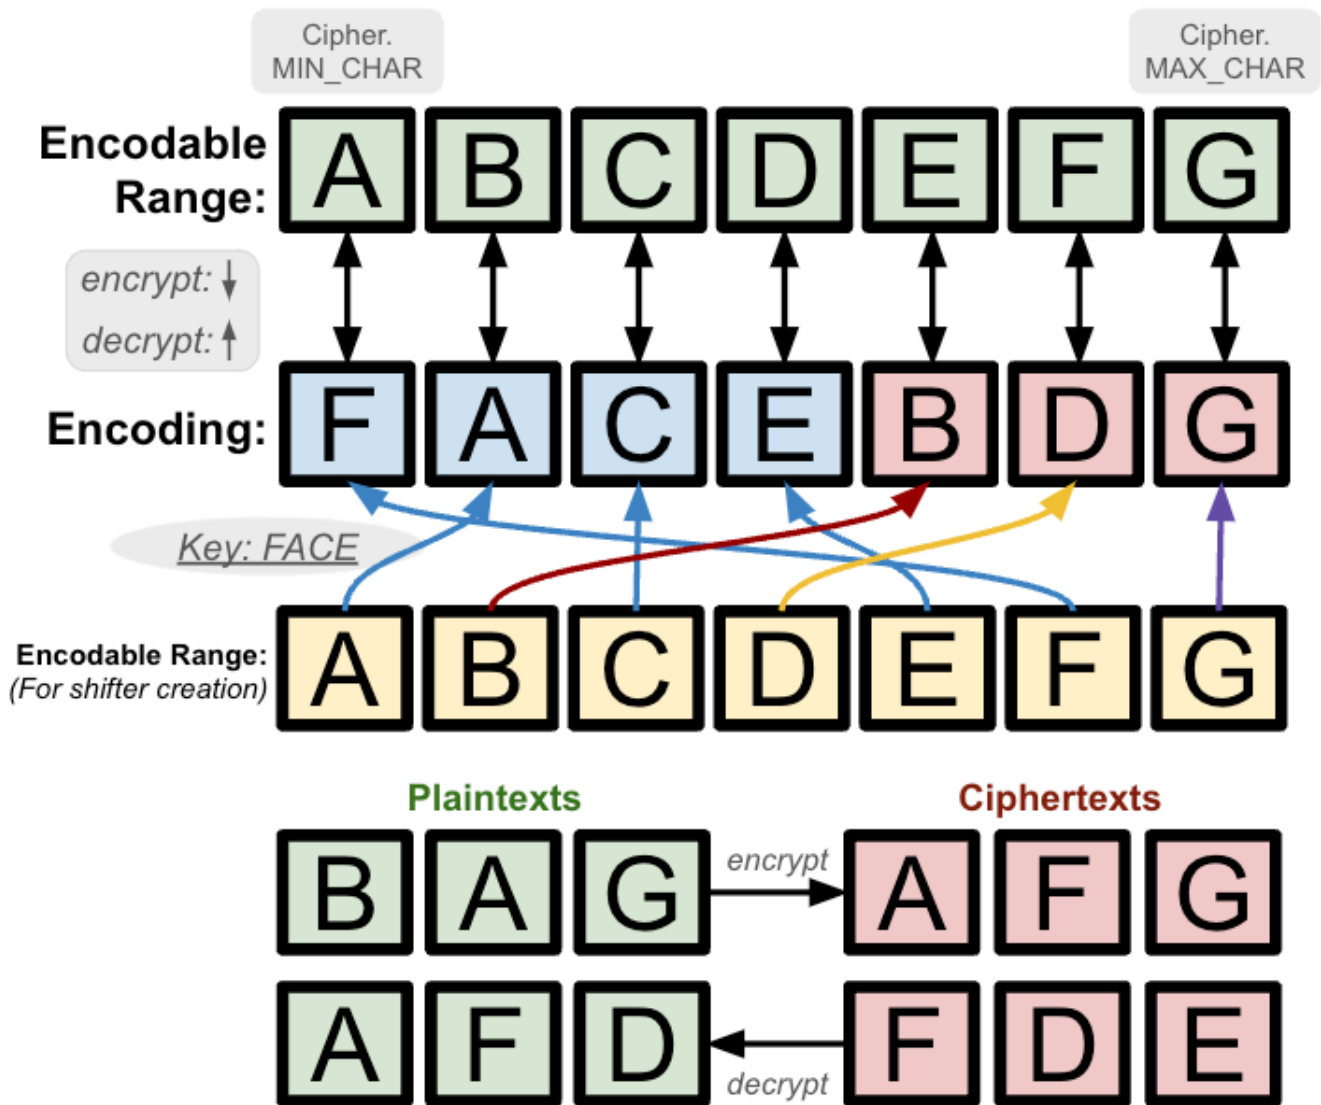 Cipher.
MIN_CHAR
Cipher.
MAX_CHAR
Encodable
Range:
A B C D E F G
encrypt:
decrypt:
Encoding:
F A C E B D G
Key: FACE
Encodable Range:
(For shifter creation)
A B C D E F G
Plaintexts
Ciphertexts
B A G
encrypt
A F G
A F D
decrypt
F D E